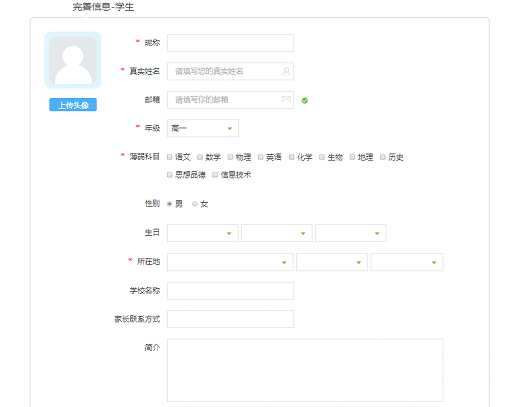 完善信息-学生
* 昵称
* 真实姓名 请填写您的真实姓名
上传头像
邮箱 请填写你的邮箱
* 年级 高一
* 薄弱科目 语文 数学 物理 英语 化学 生物 地理 历史
思想品德 信息技术
性别 男 女
生日
* 所在地
学校名称
家长联系方式
简介